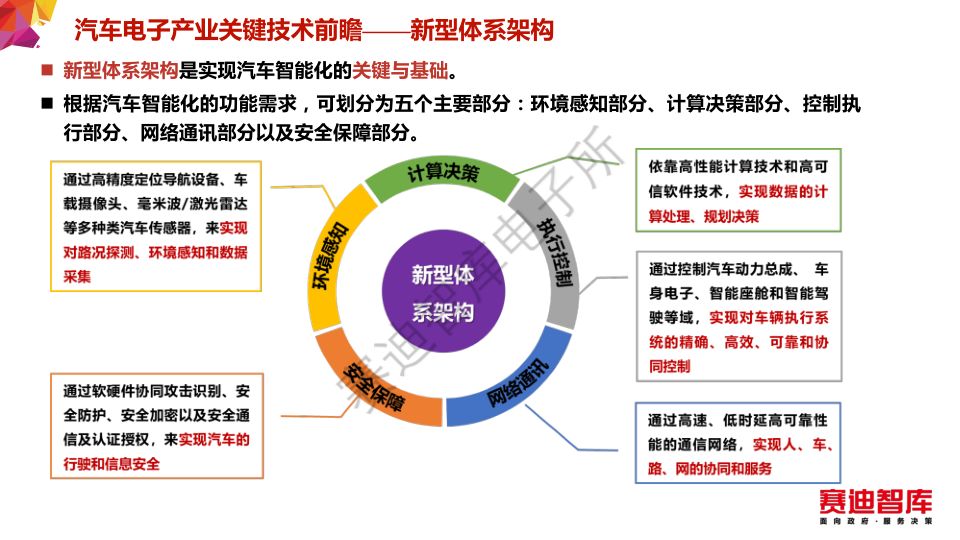 汽车电子产业关键技术前瞻——新型体系架构
新型体系架构是实现汽车智能化的关键与基础。
根据汽车智能化的功能需求，可划分为五个主要部分：环境感知部分、计算决策部分、控制执
行部分、网络通讯部分以及安全保障部分。
通过高精度定位导航设备、车
载摄像头、毫米波/激光雷达
等多种类汽车传感器，来实现
对路况探测、环境感知和数据
采集
通过软硬件协同攻击识别、安
全防护、安全加密以及安全通
信及认证授权，来实现汽车的
行驶和信息安全
计算决策
环境感知
执行控制
新型体
系架构
安全保障
网络通讯
依靠高性能计算技术和高可
信软件技术，实现数据的计
算处理、规划决策
通过控制汽车动力总成、 车
身电子、智能座舱和智能驾
驶等域，实现对车辆执行系
统的精确、高效、可靠和协
同控制
通过高速、低时延高可靠性
能的通信网络，实现人、车、
路、网的协同和服务
赛迪智库电子所
赛迪智库
面向政府·服务决策